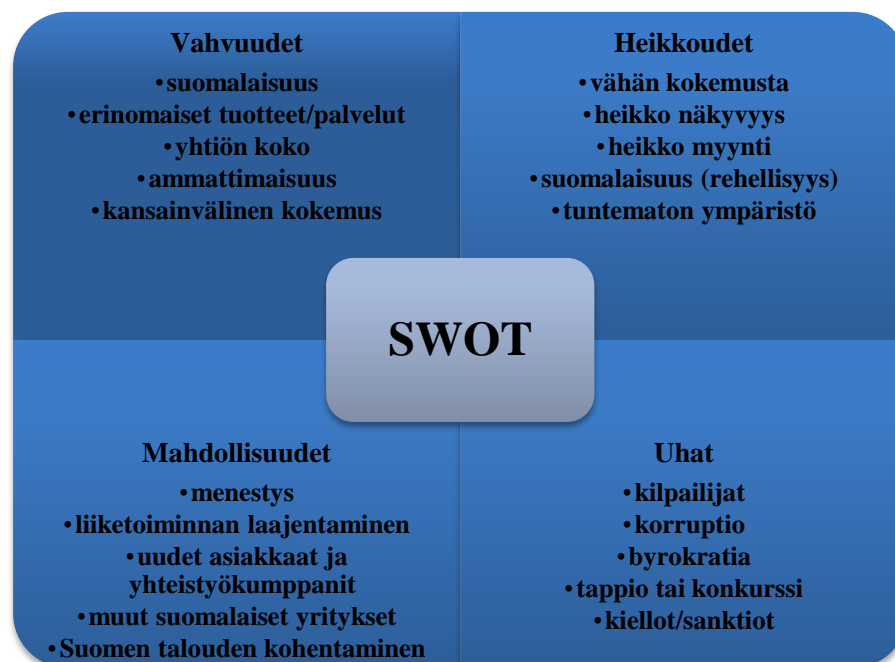 Vahvuudet
•suomalaisuus
•erinomaiset tuotteet/palvelut
•yhtiön koko
•ammattimaisuus
•kansainvälinen kokemus
Heikkoudet
•vähän kokemusta
•heikko näkyvyys
•heikko myynti
•suomalaisuus (rehellisyys)
•tuntematon ympäristö
SWOT
Mahdollisuudet
•menestys
•liiketoiminnan laajentaminen
•uudet asiakkaat ja
yhteistyökumppanit
•muut suomalaiset yritykset
•Suomen talouden kohentaminen
Uhat
•kilpailijat
•korruptio
•byrokratia
•tappio tai konkurssi
•kiellot/sanktiot